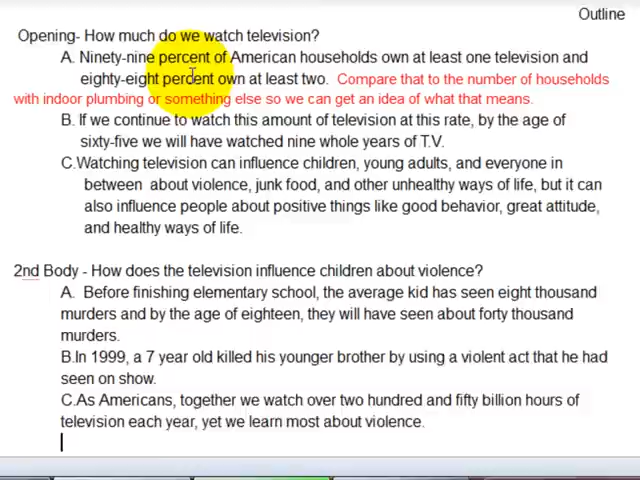 Outline
Opening- How much do we watch television?
A. Ninety-nine percent of American households own at least one television and
eighty-eight percent own at least two. Compare that to the number of households
with indoor plumbing or something else so we can get an idea of what that means.
B. If we continue to watch this amount of television at this rate, by the age of
sixty-five we will have watched nine whole years of T.V.
C.Watching television can influence children, young adults, and everyone in
between about violence, junk food, and other unhealthy ways of life, but it can
also influence people about positive things like good behavior, great attitude,
and healthy ways of life.
2nd Body - How does the television influence children about violence?
A. Before finishing elementary school, the average kid has seen eight thousand
murders and by the age of eighteen, they will have seen about forty thousand
murders.
B.In 1999, a 7 year old killed his younger brother by using a violent act that he had
seen on show.
C.As Americans, together we watch over two hundred and fifty billion hours of
television each year, yet we learn most about violence.